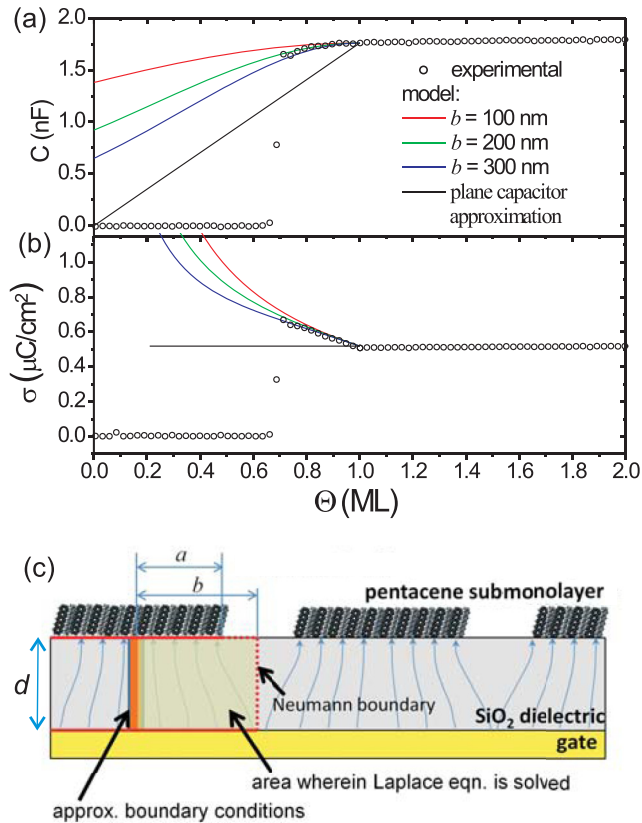 (a)
2.0
1.5
1.0
0.5
0.0
C (nF)
experimental
model:
b = 100 nm
b = 200 nm
b = 300 nm
plane capacitor
approximation
(b)
1.0
0.8
0.6
0.4
0.2
0.0
σ (μC/cm²)
0.0 0.2 0.4 0.6 0.8 1.0 1.2 1.4 1.6 1.8 2.0
Θ (ML)
(c)
a
b
pentacene submonolayer
d
Neumann boundary
SiO₂ dielectric
gate
area wherein Laplace eqn. is solved
approx. boundary conditions